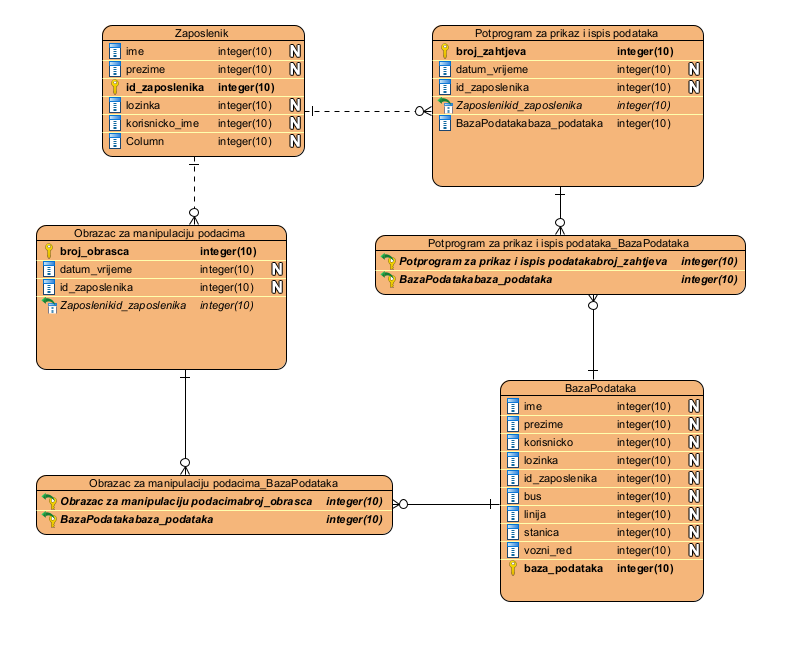 Zaposlenik
ime integer(10) N
prezime integer(10) N
id_zaposlenika integer(10)
lozinka integer(10) N
korisnicko_ime integer(10) N
Column integer(10) N
Potprogram za prikaz i ispis podataka
broj_zahtjeva integer(10)
datum_vrijeme integer(10) N
id_zaposlenika integer(10) N
Zaposlenikid_zaposlenika integer(10)
BazaPodatakabaza_podataka integer(10)
Obrazac za manipulaciju podacima
broj_obrasca integer(10)
datum_vrijeme integer(10) N
id_zaposlenika integer(10) N
Zaposlenikid_zaposlenika integer(10)
Potprogram za prikaz i ispis podataka_BazaPodataka
Potprogram za prikaz i ispis podatakabroj_zahtjeva integer(10)
BazaPodatakabaza_podataka integer(10)
BazaPodataka
ime integer(10) N
prezime integer(10) N
korisnicko integer(10) N
lozinka integer(10) N
id_zaposlenika integer(10) N
bus integer(10) N
linija integer(10) N
stanica integer(10) N
vozni_red integer(10) N
baza_podataka integer(10)
Obrazac za manipulaciju podacima_BazaPodataka
Obrazac za manipulaciju podacimabroj_obrasca integer(10)
BazaPodatakabaza_podataka integer(10)